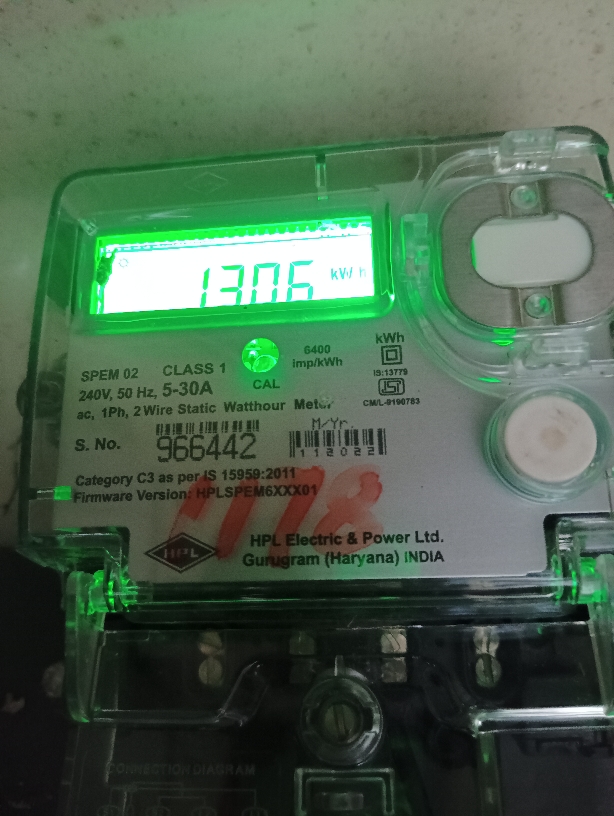 1306 kWh
6400
imp/kWh
kWh
IS:13779
CM/L-9190783
SPEM 02 CLASS 1
CAL
240V, 50 Hz, 5-30A
ac, 1Ph, 2 Wire Static Watthour Meter
M/Yr.
S. No. 966442
112022
Category C3 as per IS 15959:2011
Firmware Version: HPLSPEM6XXX01
HPL
HPL Electric & Power Ltd.
Gurugram (Haryana) INDIA
CONNECTION DIAGRAM